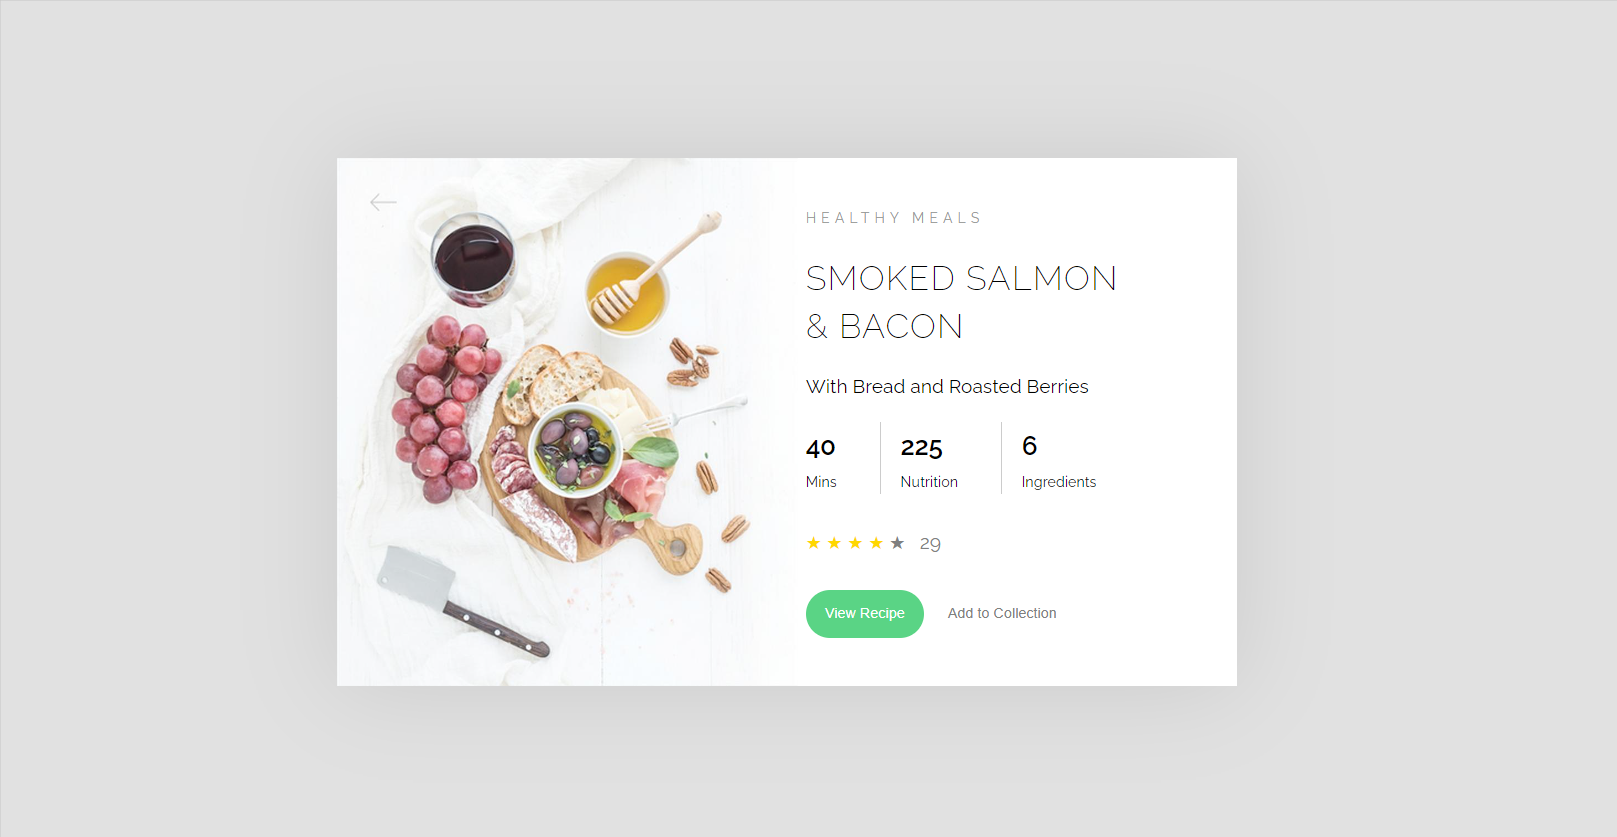 HEALTHY MEALS
SMOKED SALMON
& BACON
With Bread and Roasted Berries
40 225 6
Mins Nutrition Ingredients
★ ★ ★ ★ ★ 29
View Recipe Add to Collection